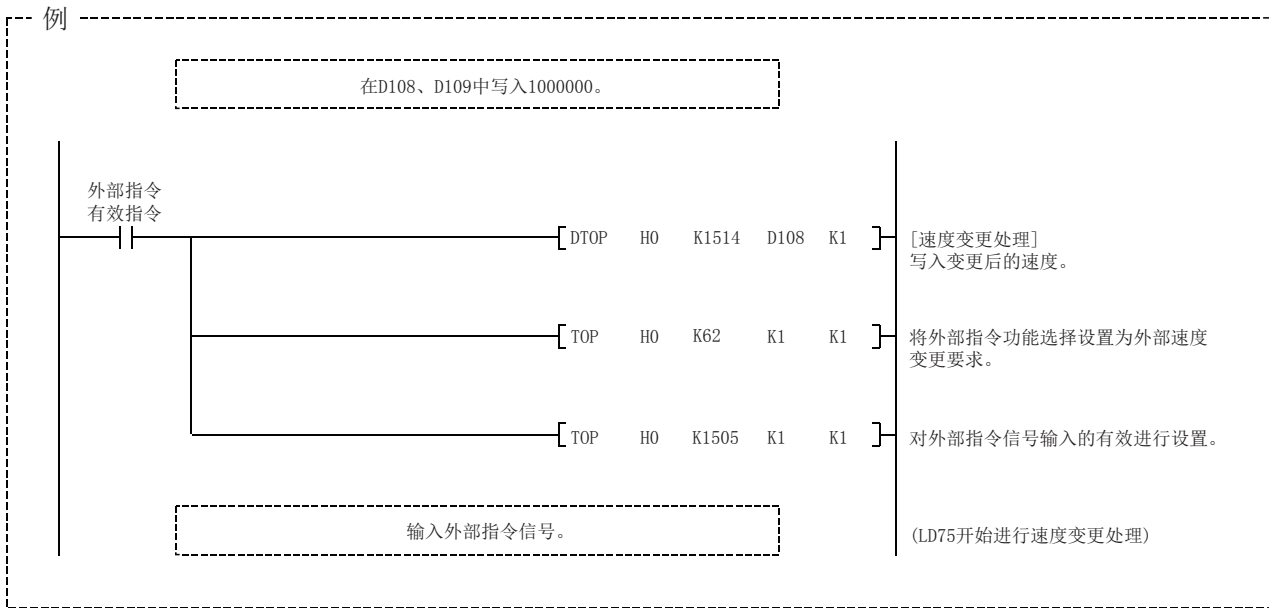 例
在D108、D109中写入1000000。
外部指令
有效指令
DTOP H0 K1514 D108 K1
[速度变更处理]
写入变更后的速度。
TOP H0 K62 K1 K1
将外部指令功能选择设置为外部速度
变更要求。
TOP H0 K1505 K1 K1
对外部指令信号输入的有效进行设置。
输入外部指令信号。
(LD75开始进行速度变更处理)